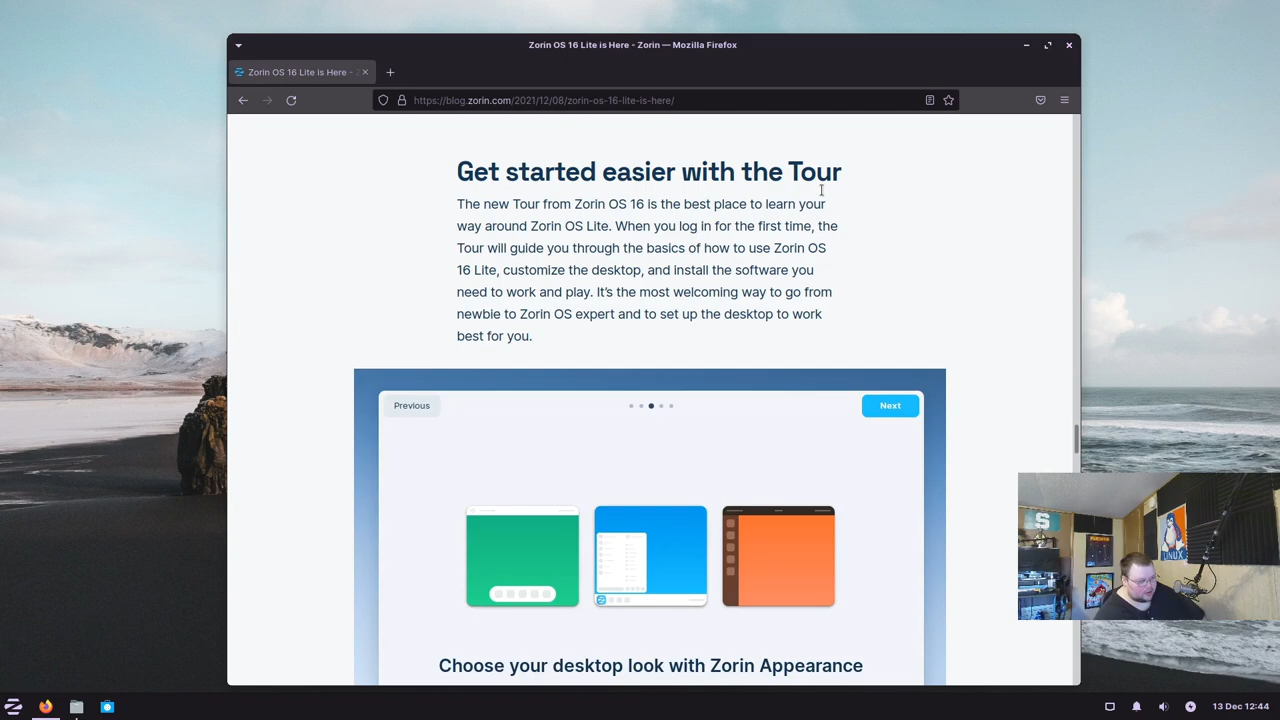 Zorin OS 16 Lite is Here - Zorin — Mozilla Firefox
Zorin OS 16 Lite is Here - Z
https://blog.zorin.com/2021/12/08/zorin-os-16-lite-is-here/
Get started easier with the Tour
The new Tour from Zorin OS 16 is the best place to learn your
way around Zorin OS Lite. When you log in for the first time, the
Tour will guide you through the basics of how to use Zorin OS
16 Lite, customize the desktop, and install the software you
need to work and play. It’s the most welcoming way to go from
newbie to Zorin OS expert and to set up the desktop to work
best for you.
Previous
Next
Choose your desktop look with Zorin Appearance
S
LINUX
13 Dec 12:44